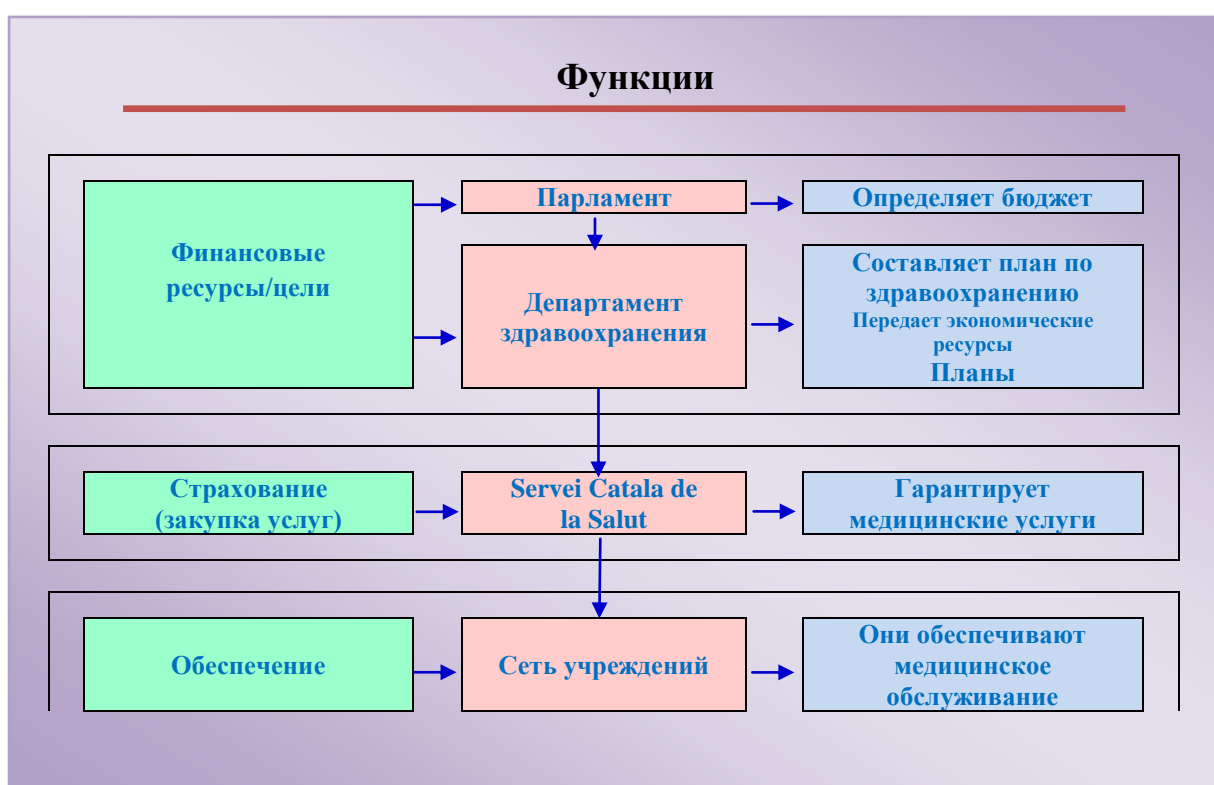 Функции
Финансовые
ресурсы/цели
Парламент
Определяет бюджет
Департамент
здравоохранения
Составляет план по
здравоохранению
Передает экономические
ресурсы
Планы
Страхование
(закупка услуг)
Servei Catala de
la Salut
Гарантирует
медицинские услуги
Обеспечение
Сеть учреждений
Они обеспечивают
медицинское
обслуживание